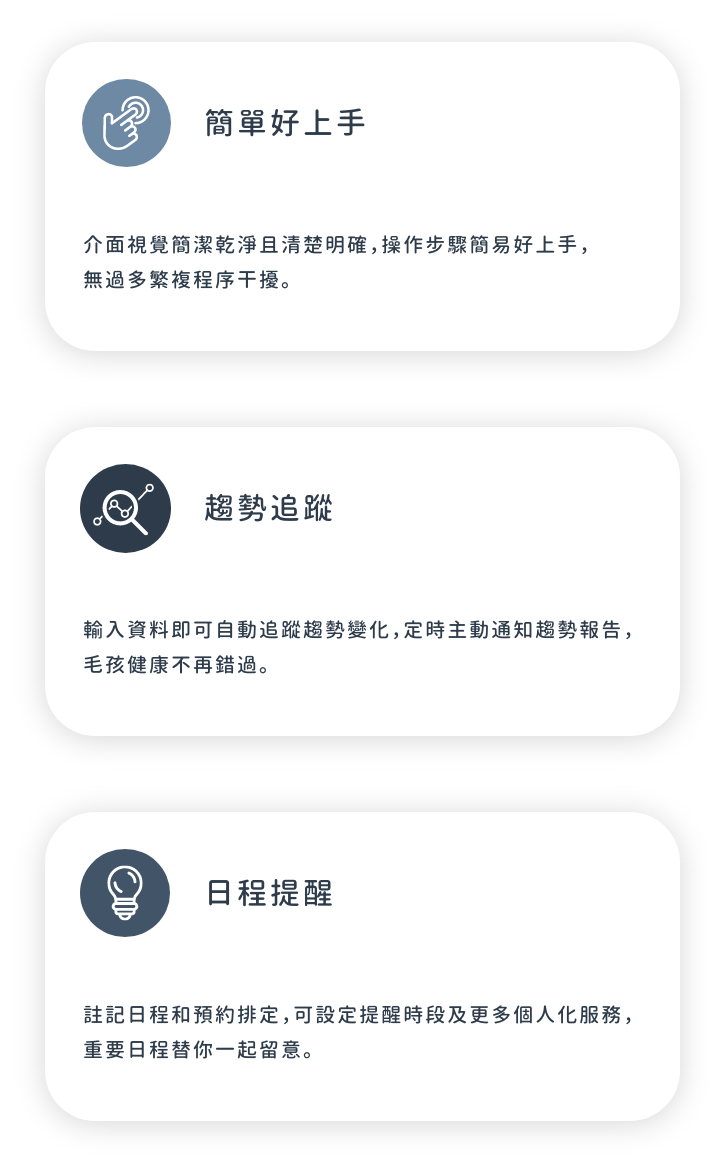 簡單好上手
介面視覺簡潔乾淨且清楚明確,操作步驟簡易好上手,
無過多繁複程序干擾。
趨勢追蹤
輸入資料即可自動追蹤趨勢變化,定時主動通知趨勢報告,
毛孩健康不再錯過。
日程提醒
註記日程和預約排定,可設定提醒時段及更多個人化服務,
重要日程替你一起留意。